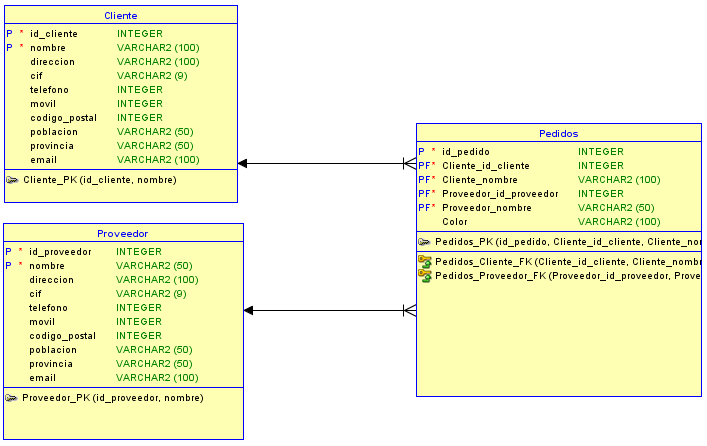 Cliente
P * id_cliente INTEGER
P * nombre VARCHAR2 (100)
direccion VARCHAR2 (100)
cif VARCHAR2 (9)
telefono INTEGER
movil INTEGER
codigo_postal INTEGER
poblacion VARCHAR2 (50)
provincia VARCHAR2 (50)
email VARCHAR2 (100)
Cliente_PK (id_cliente, nombre)
Proveedor
P * id_proveedor INTEGER
P * nombre VARCHAR2 (50)
direccion VARCHAR2 (100)
cif VARCHAR2 (9)
telefono INTEGER
movil INTEGER
codigo_postal INTEGER
poblacion VARCHAR2 (50)
provincia VARCHAR2 (50)
email VARCHAR2 (100)
Proveedor_PK (id_proveedor, nombre)
Pedidos
P * id_pedido INTEGER
PF* Cliente_id_cliente INTEGER
PF* Cliente_nombre VARCHAR2 (100)
PF* Proveedor_id_proveedor INTEGER
PF* Proveedor_nombre VARCHAR2 (50)
Color VARCHAR2 (100)
Pedidos_PK (id_pedido, Cliente_id_cliente, Cliente_nom
Pedidos_Cliente_FK (Cliente_id_cliente, Cliente_nombr
Pedidos_Proveedor_FK (Proveedor_id_proveedor, Prove